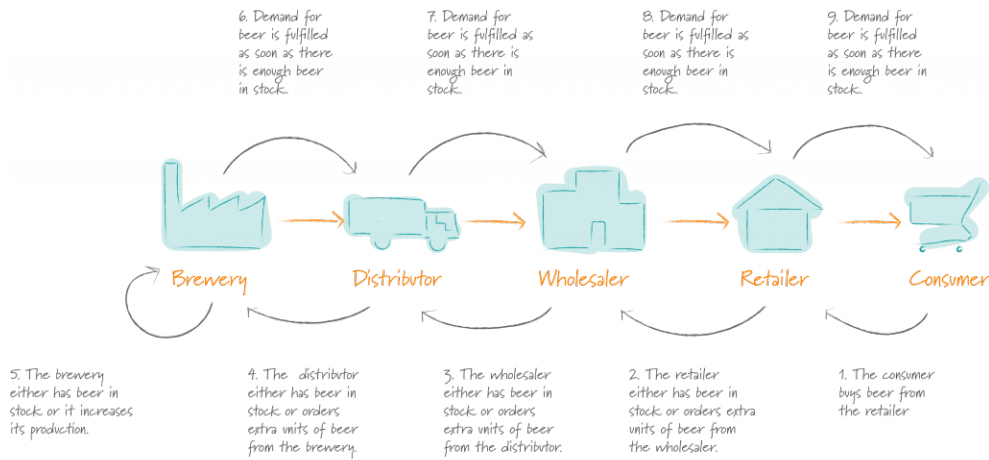 6. Demand for
beer is fulfilled
as soon as there
is enough beer
in stock.
7. Demand for
beer is fulfilled as
soon as there is
enough beer in
stock.
8. Demand for
beer is fulfilled as
soon as there is
enough beer in
stock.
9. Demand for
beer is fulfilled
as soon as there
is enough beer in
stock.
Brewery
Distributor
Wholesaler
Retailer
Consumer
5. The brewery
either has beer in
stock or it increases
its production.
4. The distributor
either has beer in
stock or orders
extra units of beer
from the brewery.
3. The wholesaler
either has beer in
stock or orders
extra units of beer
from the distributor.
2. The retailer
either has beer in
stock or orders extra
units of beer from
the wholesaler.
1. The consumer
buys beer from
the retailer